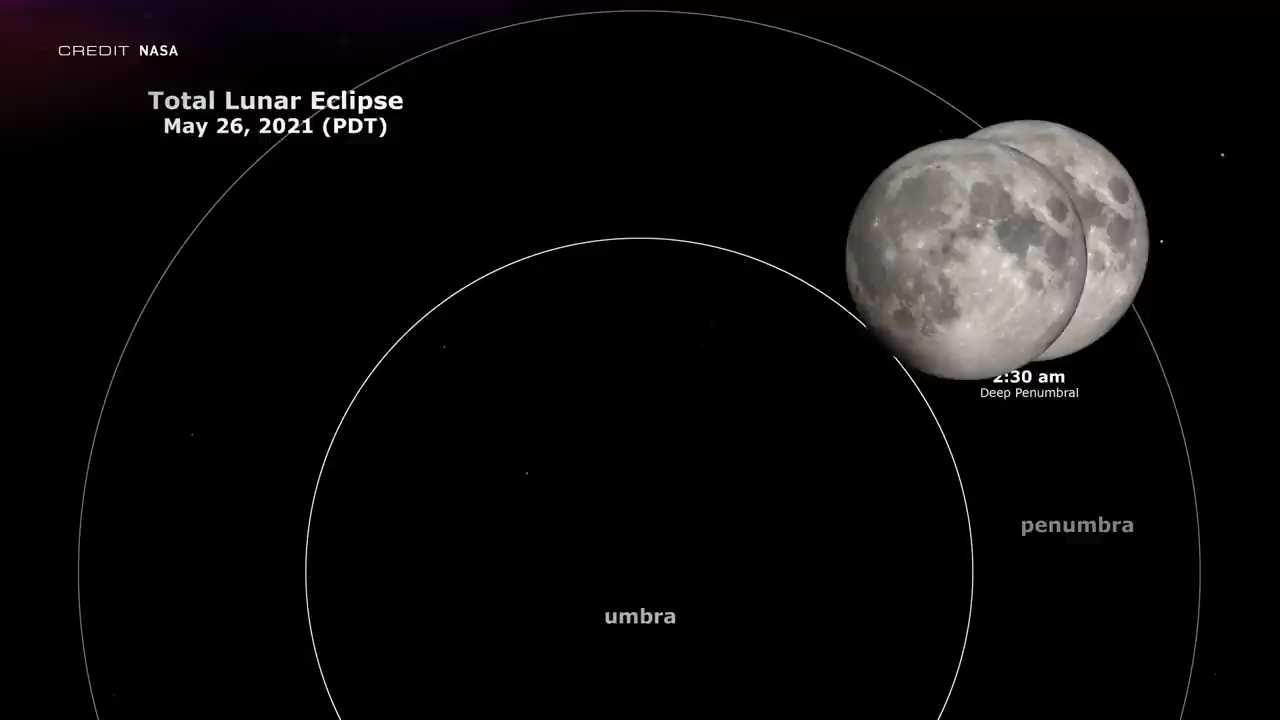 CREDIT NASA
Total Lunar Eclipse
May 26, 2021 (PDT)
2:30 am
Deep Penumbral
penumbra
umbra